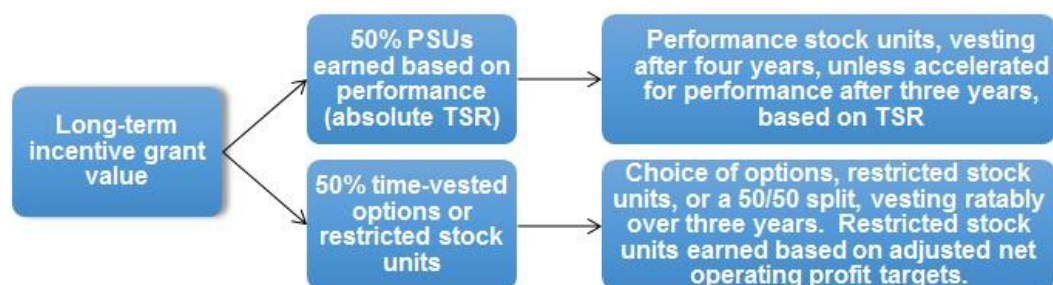 Long-term
incentive grant
value
50% PSUs
earned based on
performance
(absolute TSR)
Performance stock units, vesting
after four years, unless accelerated
for performance after three years,
based on TSR
50% time-vested
options or
restricted stock
units
Choice of options, restricted stock
units, or a 50/50 split, vesting ratably
over three years.  Restricted stock
units earned based on adjusted net
operating profit targets.